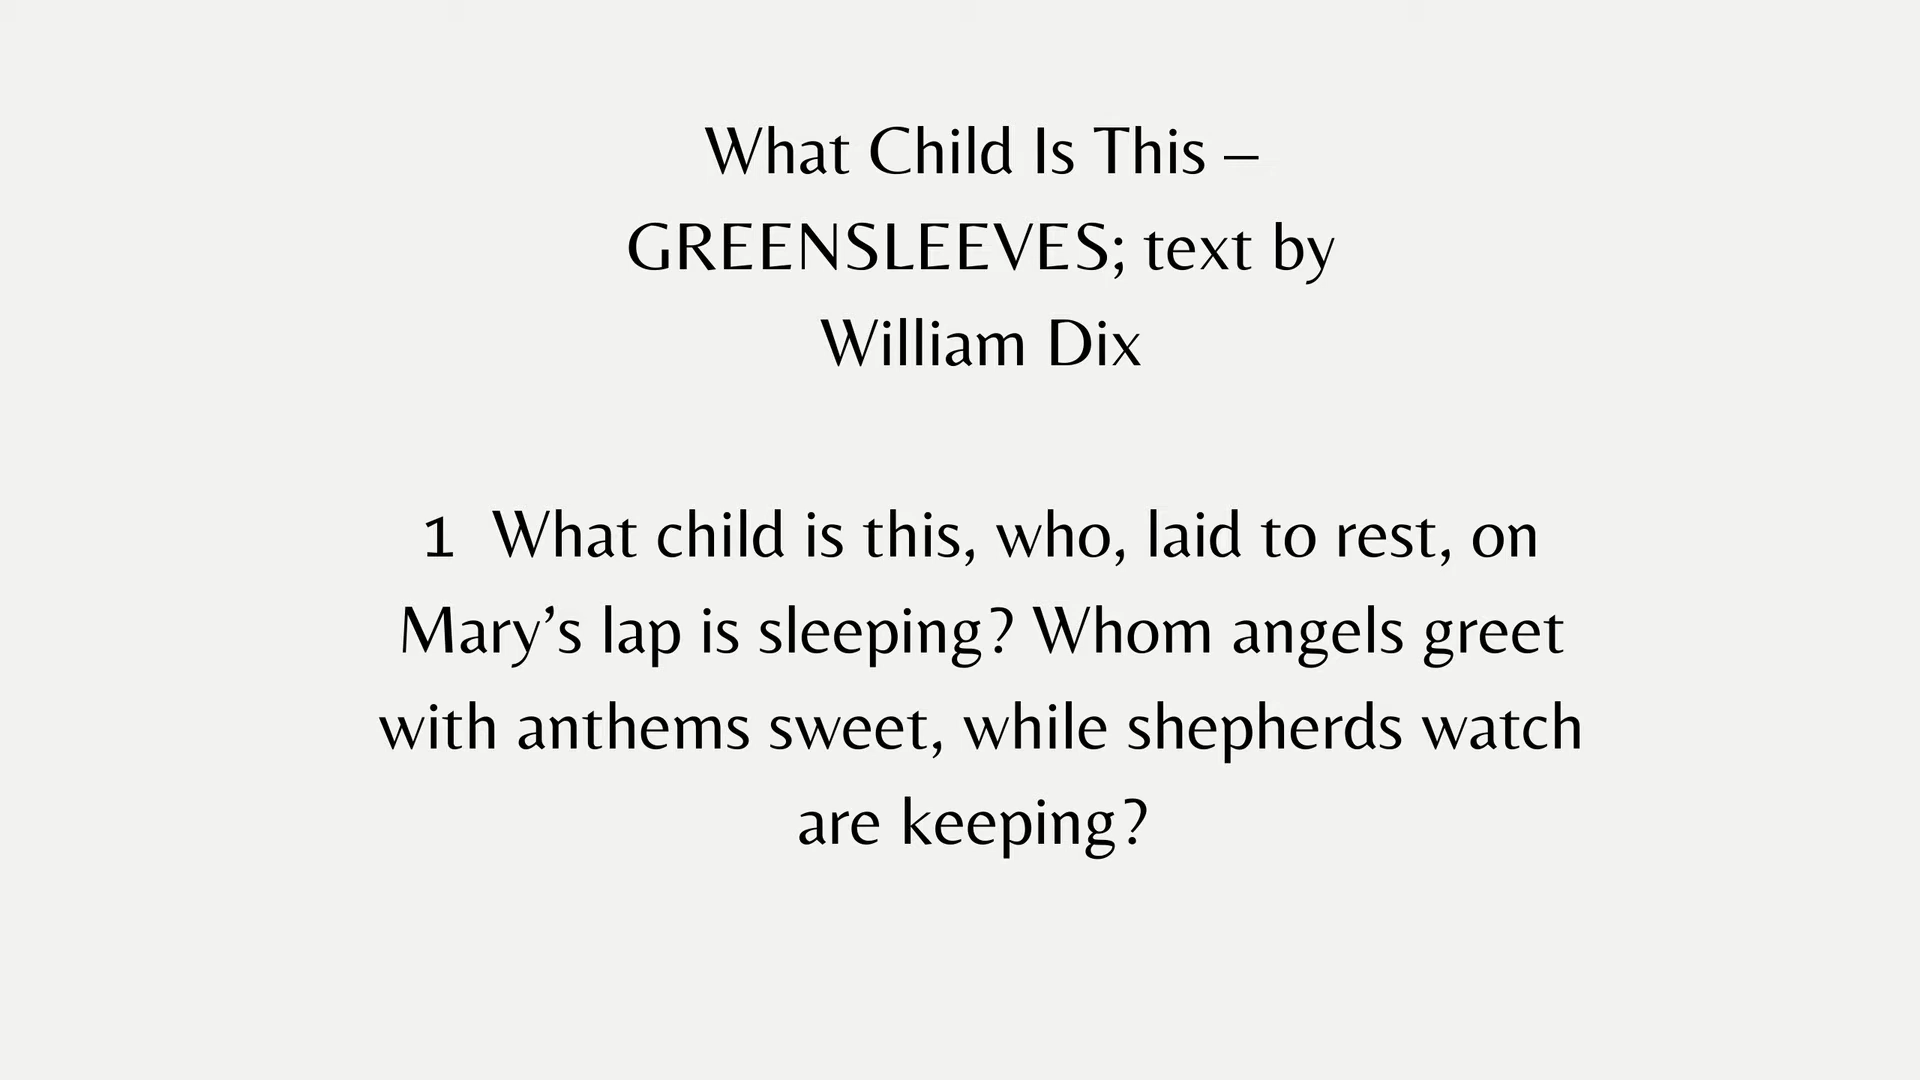 What Child Is This –
GREENSLEEVES; text by
William Dix
1  What child is this, who, laid to rest, on
Mary’s lap is sleeping? Whom angels greet
with anthems sweet, while shepherds watch
are keeping?